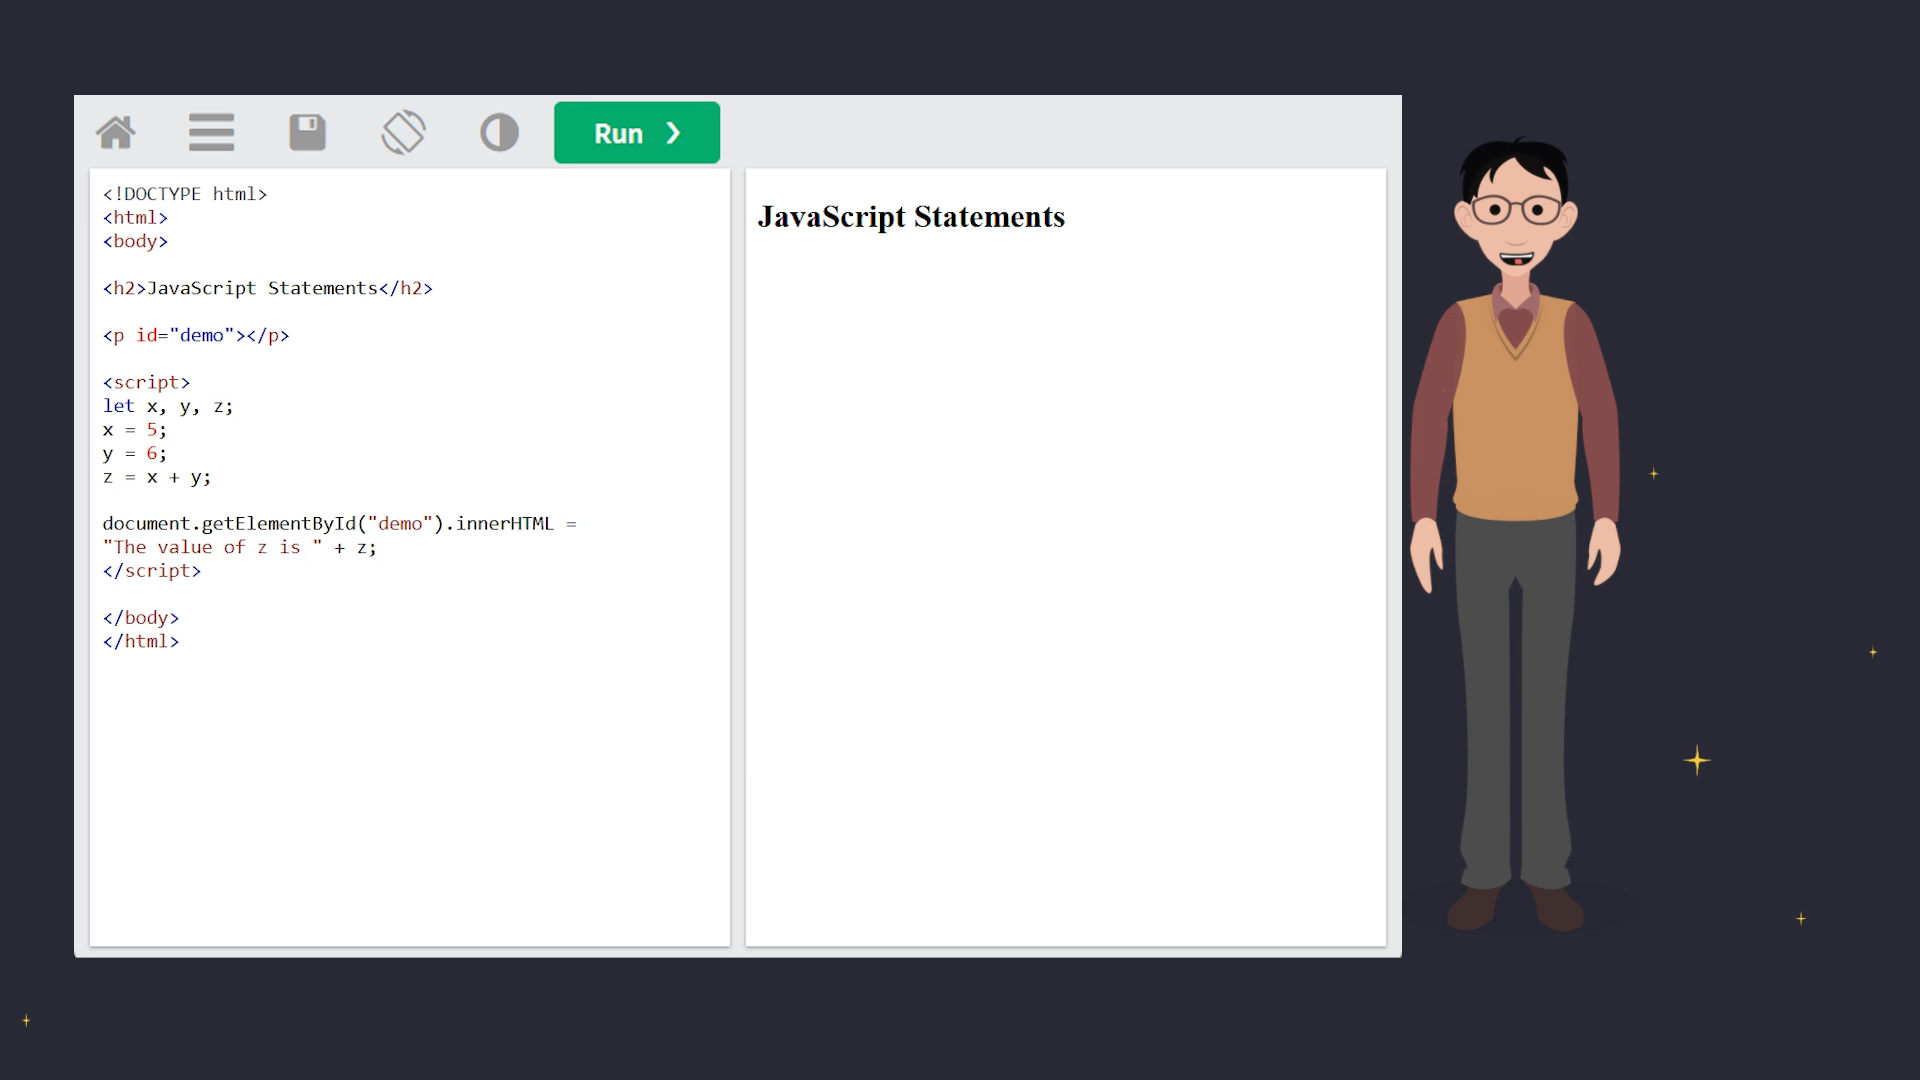 Run ❯
<!DOCTYPE html>
<html>
<body>
<h2>JavaScript Statements</h2>
<p id="demo"></p>
<script>
let x, y, z;
x = 5;
y = 6;
z = x + y;
document.getElementById("demo").innerHTML =
"The value of z is " + z;
</script>
</body>
</html>
JavaScript Statements